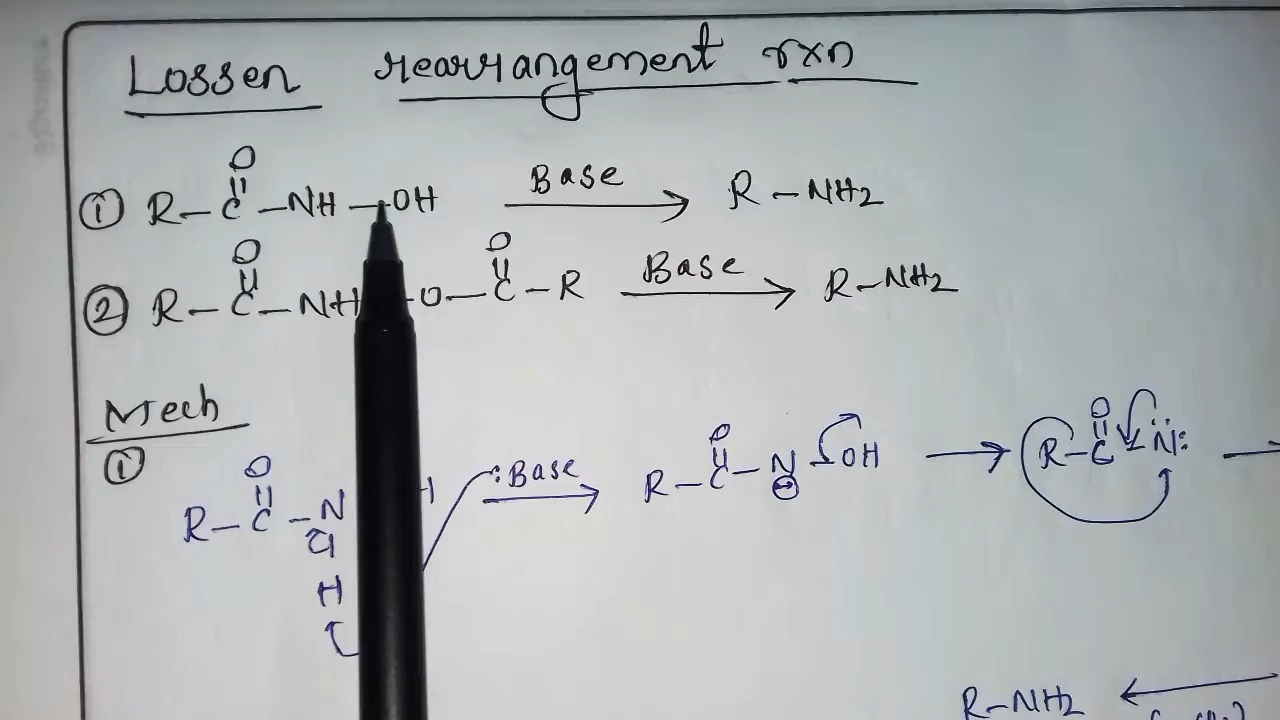 Lossen rearrangement rxn
① R-C(=O)-NH-OH Base → R-NH2
② R-C(=O)-NH-O-C(=O)-R Base → R-NH2
Mech
① R-C(=O)-N H :Base → R-C(=O)-N⊖-OH → R-C(=O)-N: →
H
R-NH2 ←